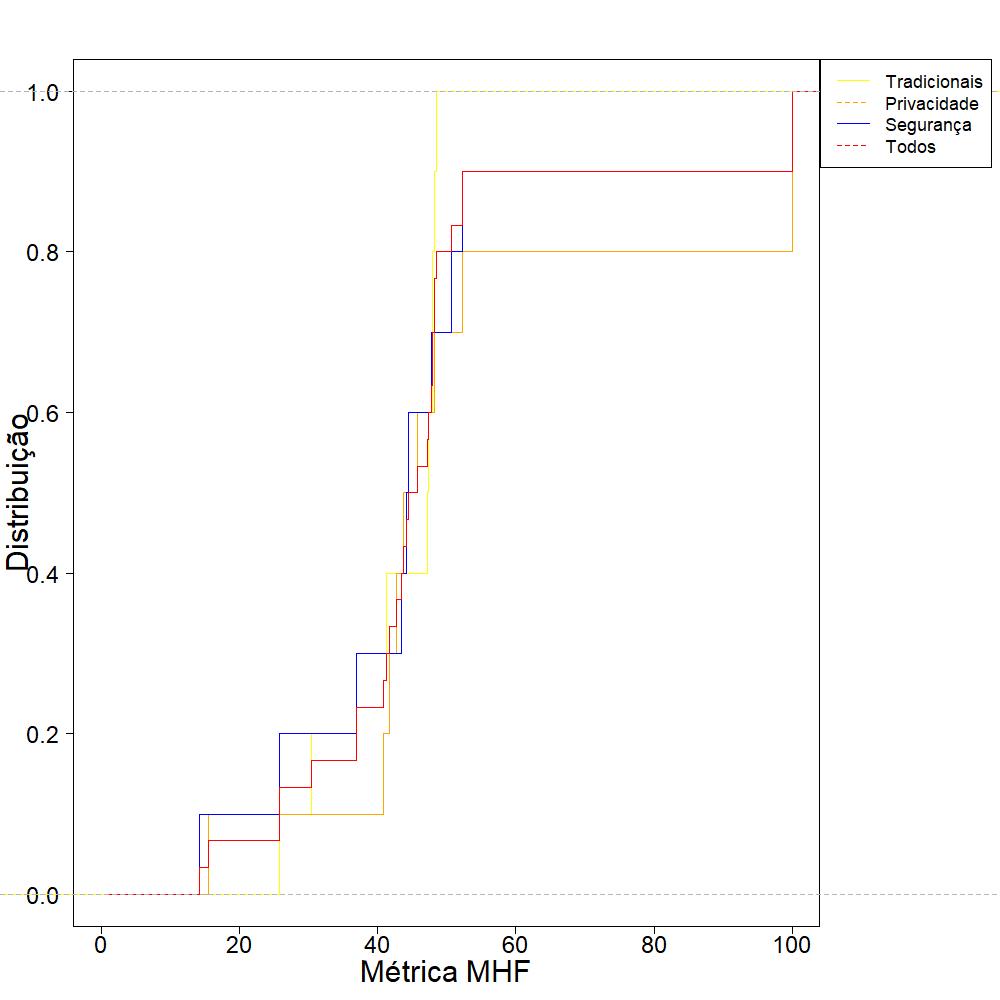 1.0
0.8
0.6
0.4
0.2
0.0
Distribuição
0 20 40 60 80 100
Métrica MHF
Tradicionais
Privacidade
Segurança
Todos